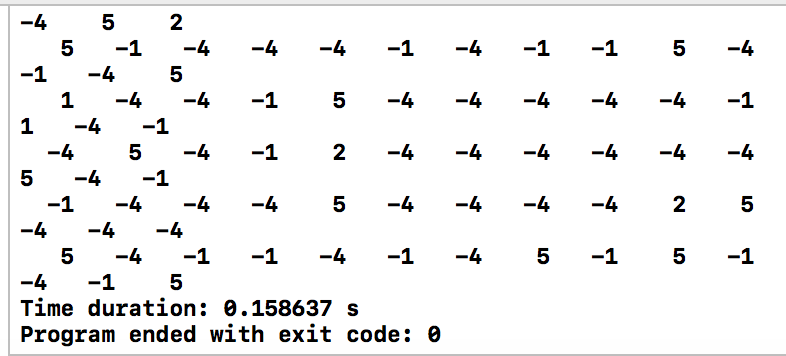 -4    5    2
   5   -1   -4   -4   -4   -1   -4   -1   -1    5   -4
-1   -4    5
   1   -4   -4   -1    5   -4   -4   -4   -4   -4   -1
1   -4   -1
  -4    5   -4   -1    2   -4   -4   -4   -4   -4   -4
5   -4   -1
  -1   -4   -4   -4    5   -4   -4   -4   -4    2    5
-4   -4   -4
   5   -4   -1   -1   -4   -1   -4    5   -1    5   -1
-4   -1    5
Time duration: 0.158637 s
Program ended with exit code: 0